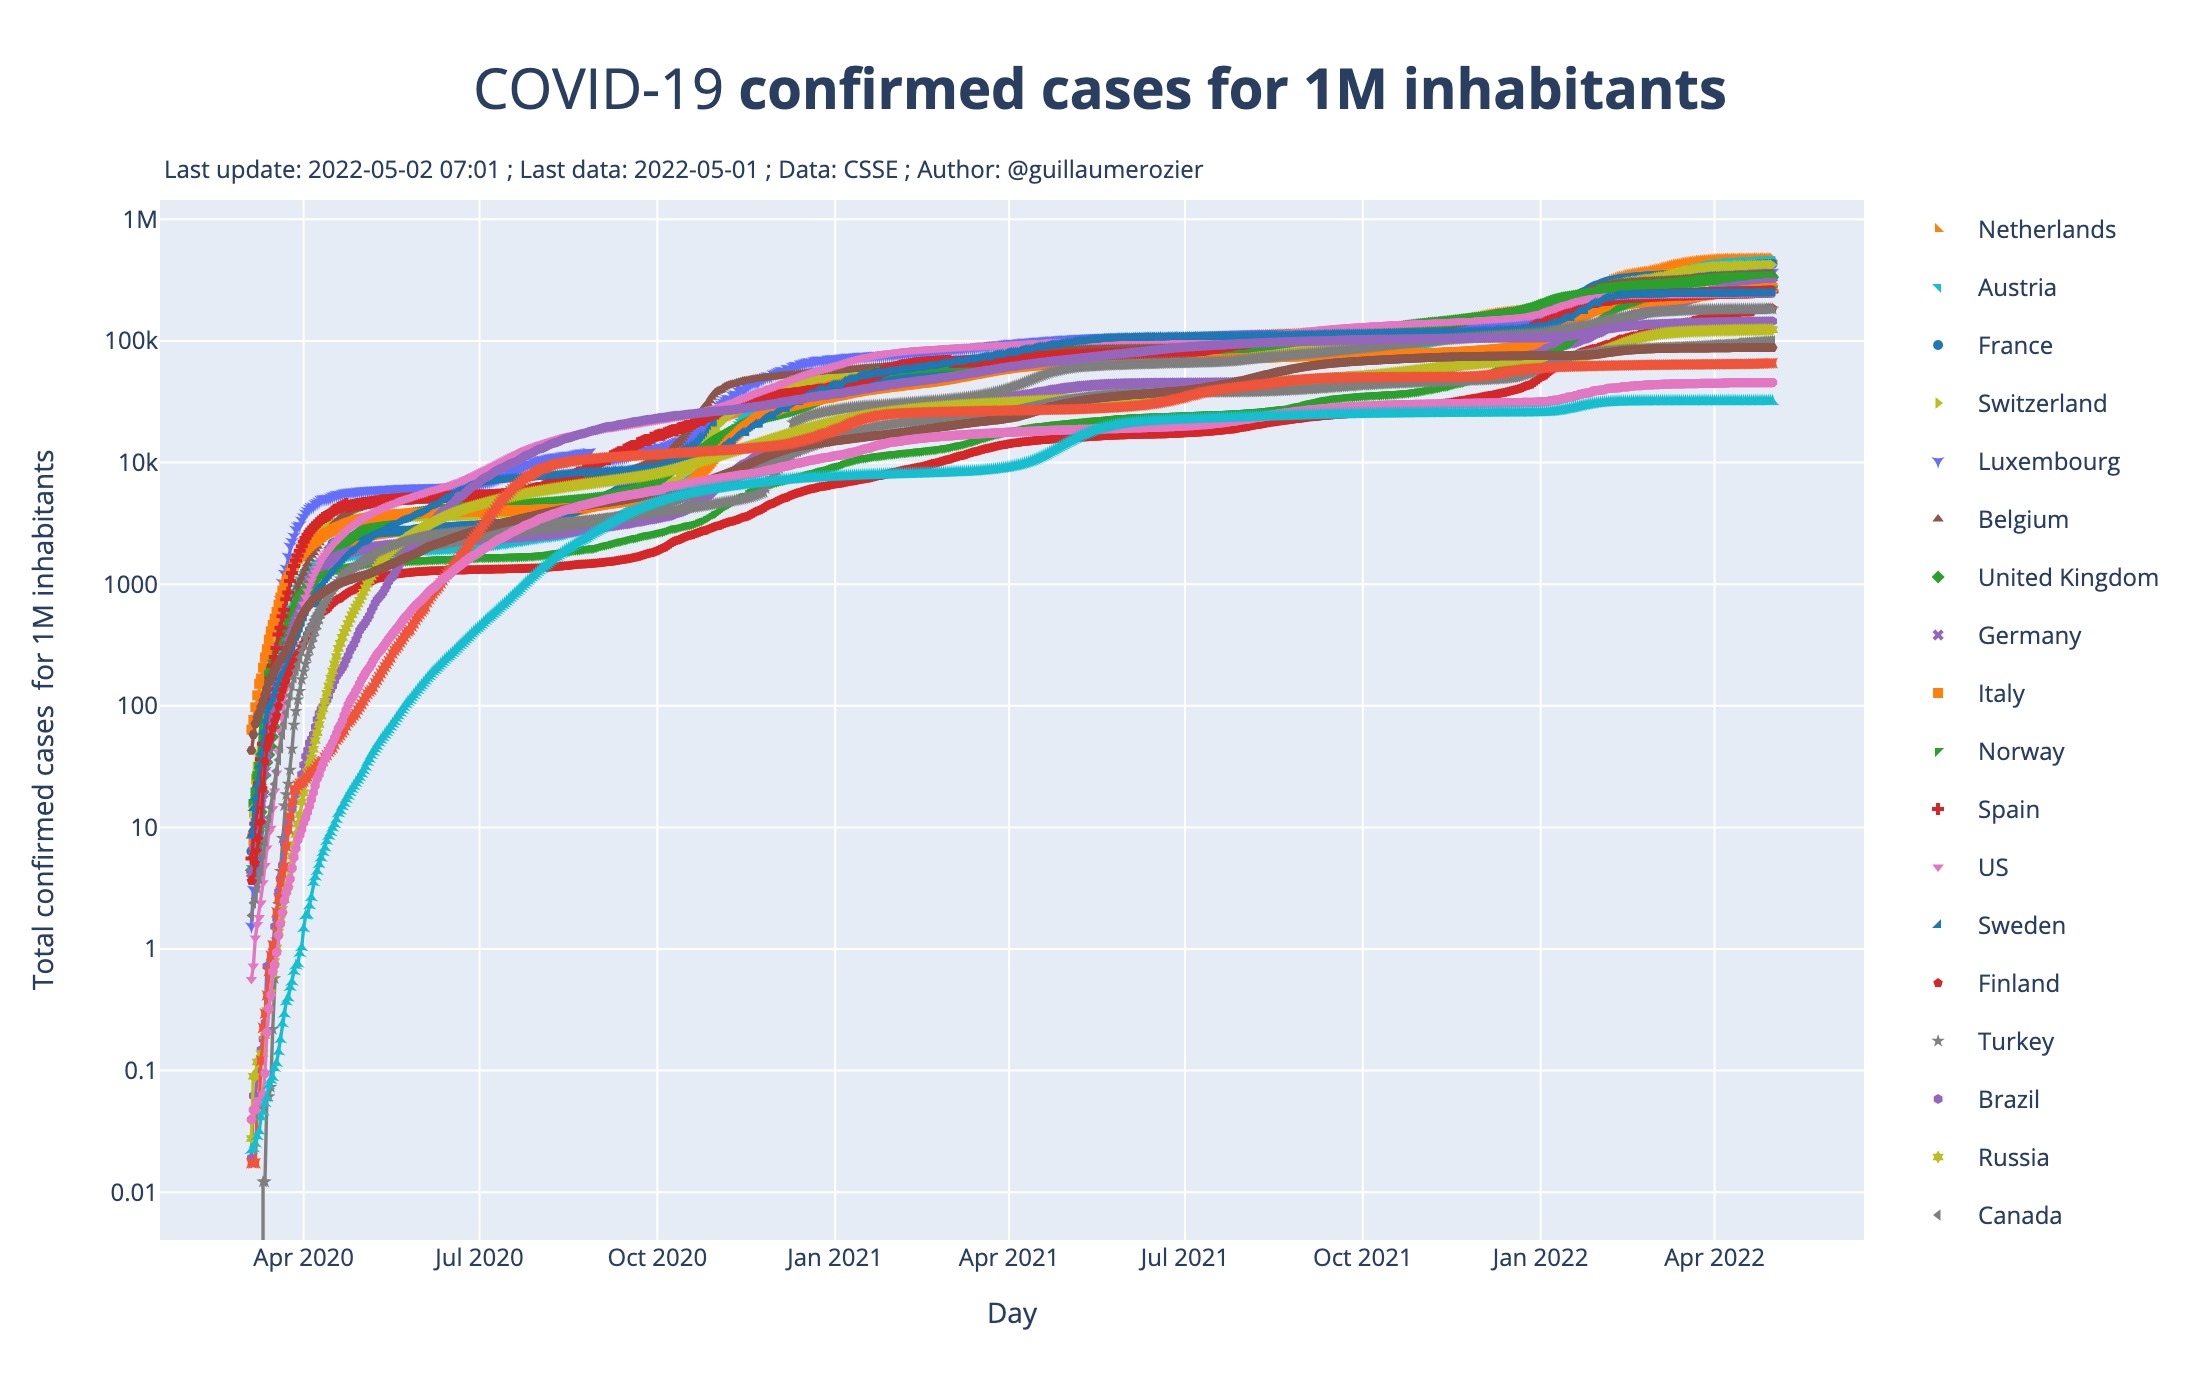 COVID-19 confirmed cases for 1M inhabitants
Last update: 2022-05-02 07:01 ; Last data: 2022-05-01 ; Data: CSSE ; Author: @guillaumerozier
Total confirmed cases for 1M inhabitants
1M
100k
10k
1000
100
10
1
0.1
0.01
Apr 2020
Jul 2020
Oct 2020
Jan 2021
Apr 2021
Jul 2021
Oct 2021
Jan 2022
Apr 2022
Day
Netherlands
Austria
France
Switzerland
Luxembourg
Belgium
United Kingdom
Germany
Italy
Norway
Spain
US
Sweden
Finland
Turkey
Brazil
Russia
Canada